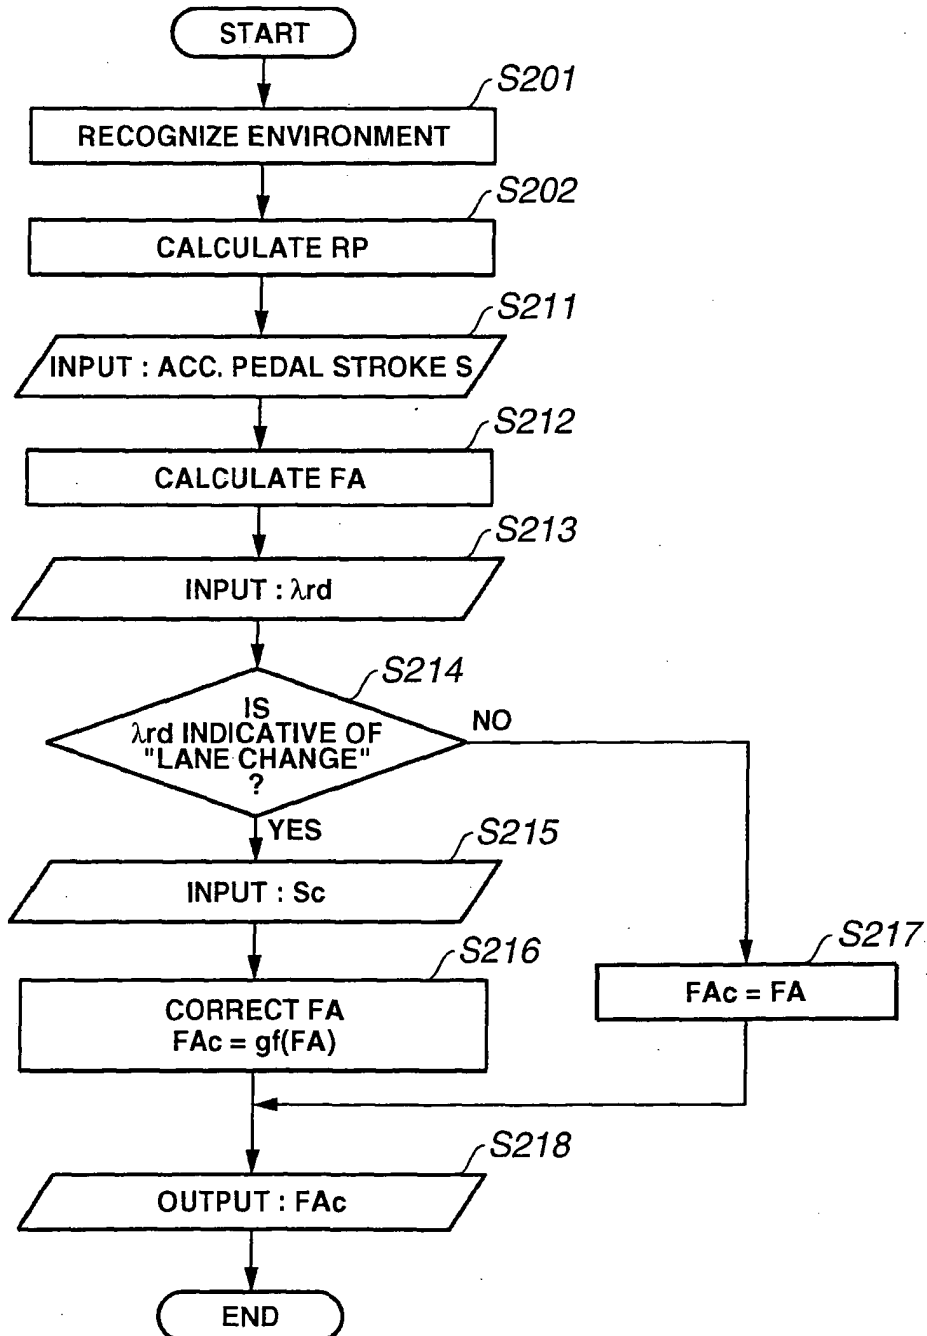 START
S201
RECOGNIZE ENVIRONMENT
S202
CALCULATE RP
S211
INPUT : ACC. PEDAL STROKE S
S212
CALCULATE FA
S213
INPUT : λrd
S214
IS
λrd INDICATIVE OF
"LANE CHANGE"
?
NO
YES
S215
INPUT : Sc
S216
CORRECT FA
FAc = gf(FA)
S217
FAc = FA
S218
OUTPUT : FAc
END